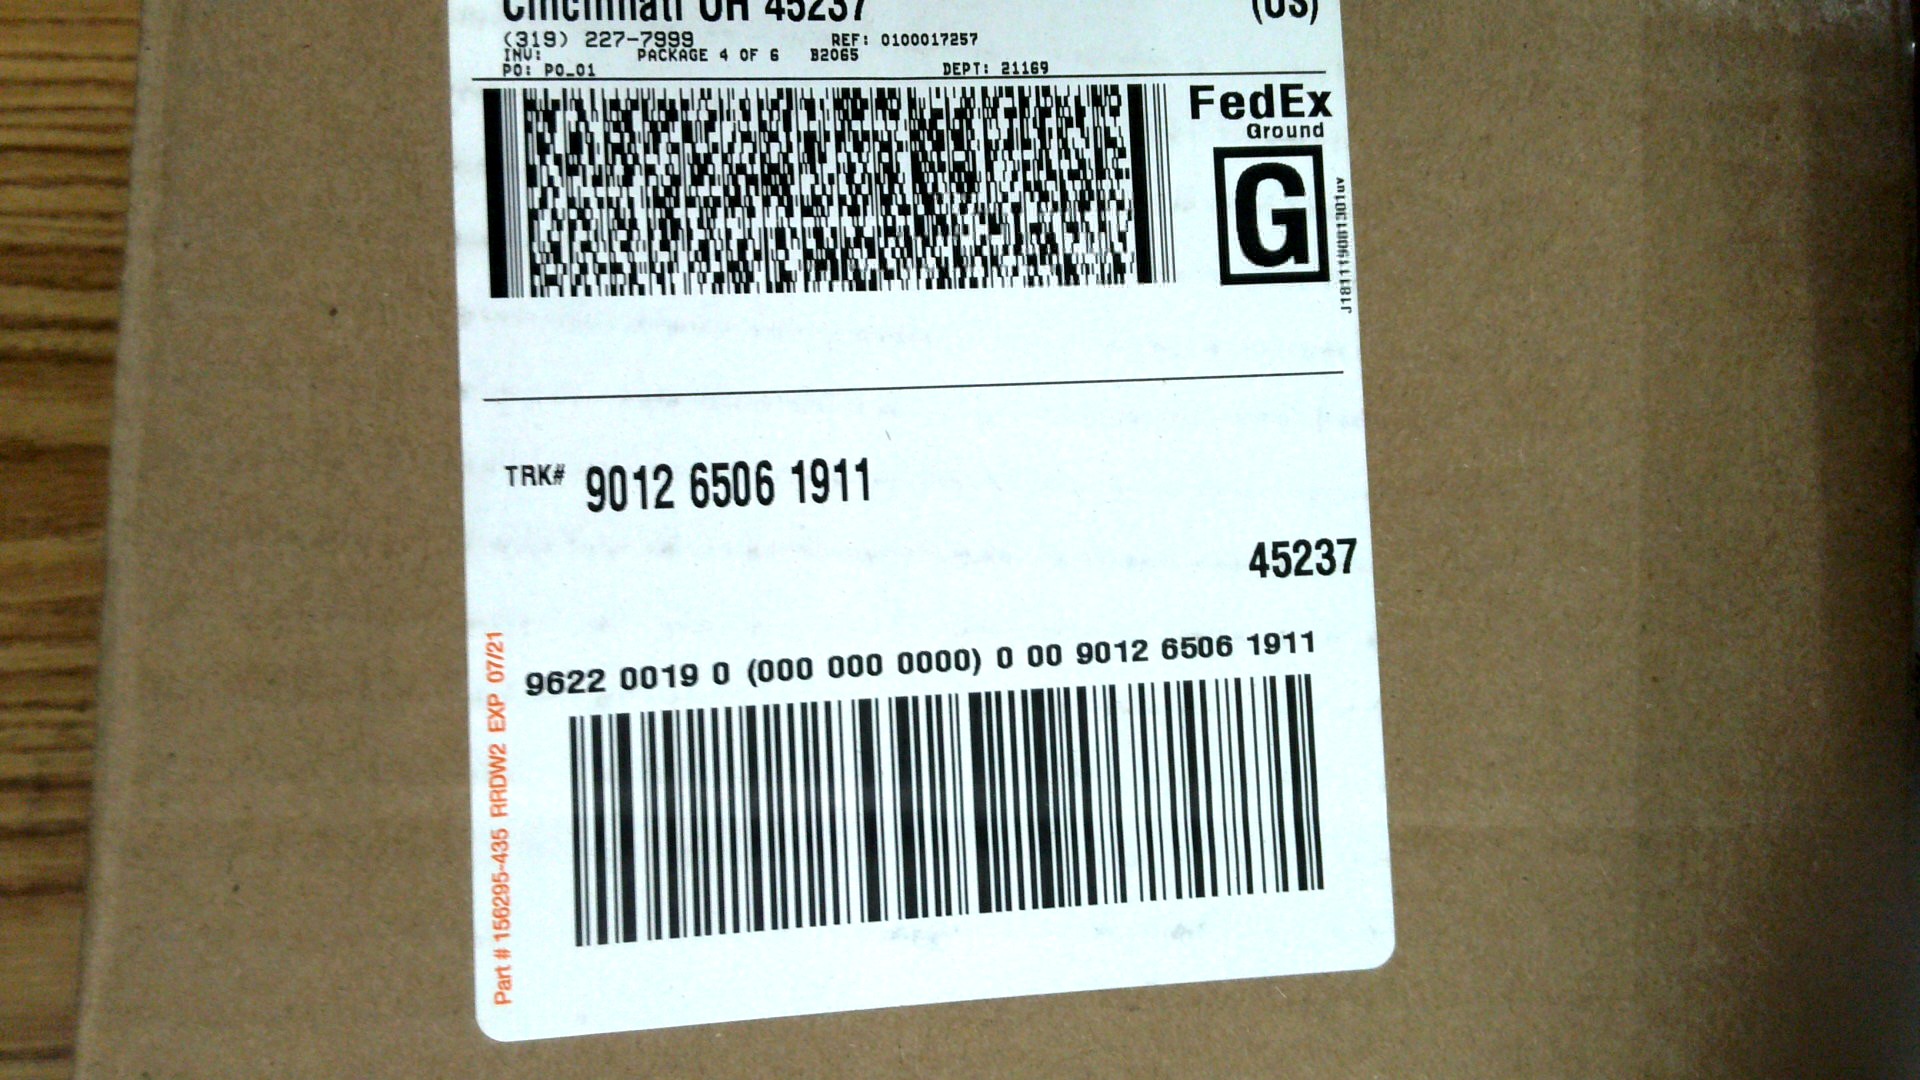 Cincinnati OH 45237 (US)
(319) 227-7999 REF: 0100017257
INV: PACKAGE 4 OF 6 B2065
PO: PO_01 DEPT: 21169
FedEx
Ground
G
J181119081301uv
TRK# 9012 6506 1911
45237
9622 0019 0 (000 000 0000) 0 00 9012 6506 1911
Part # 156295-435 RRDW2 EXP 07/21